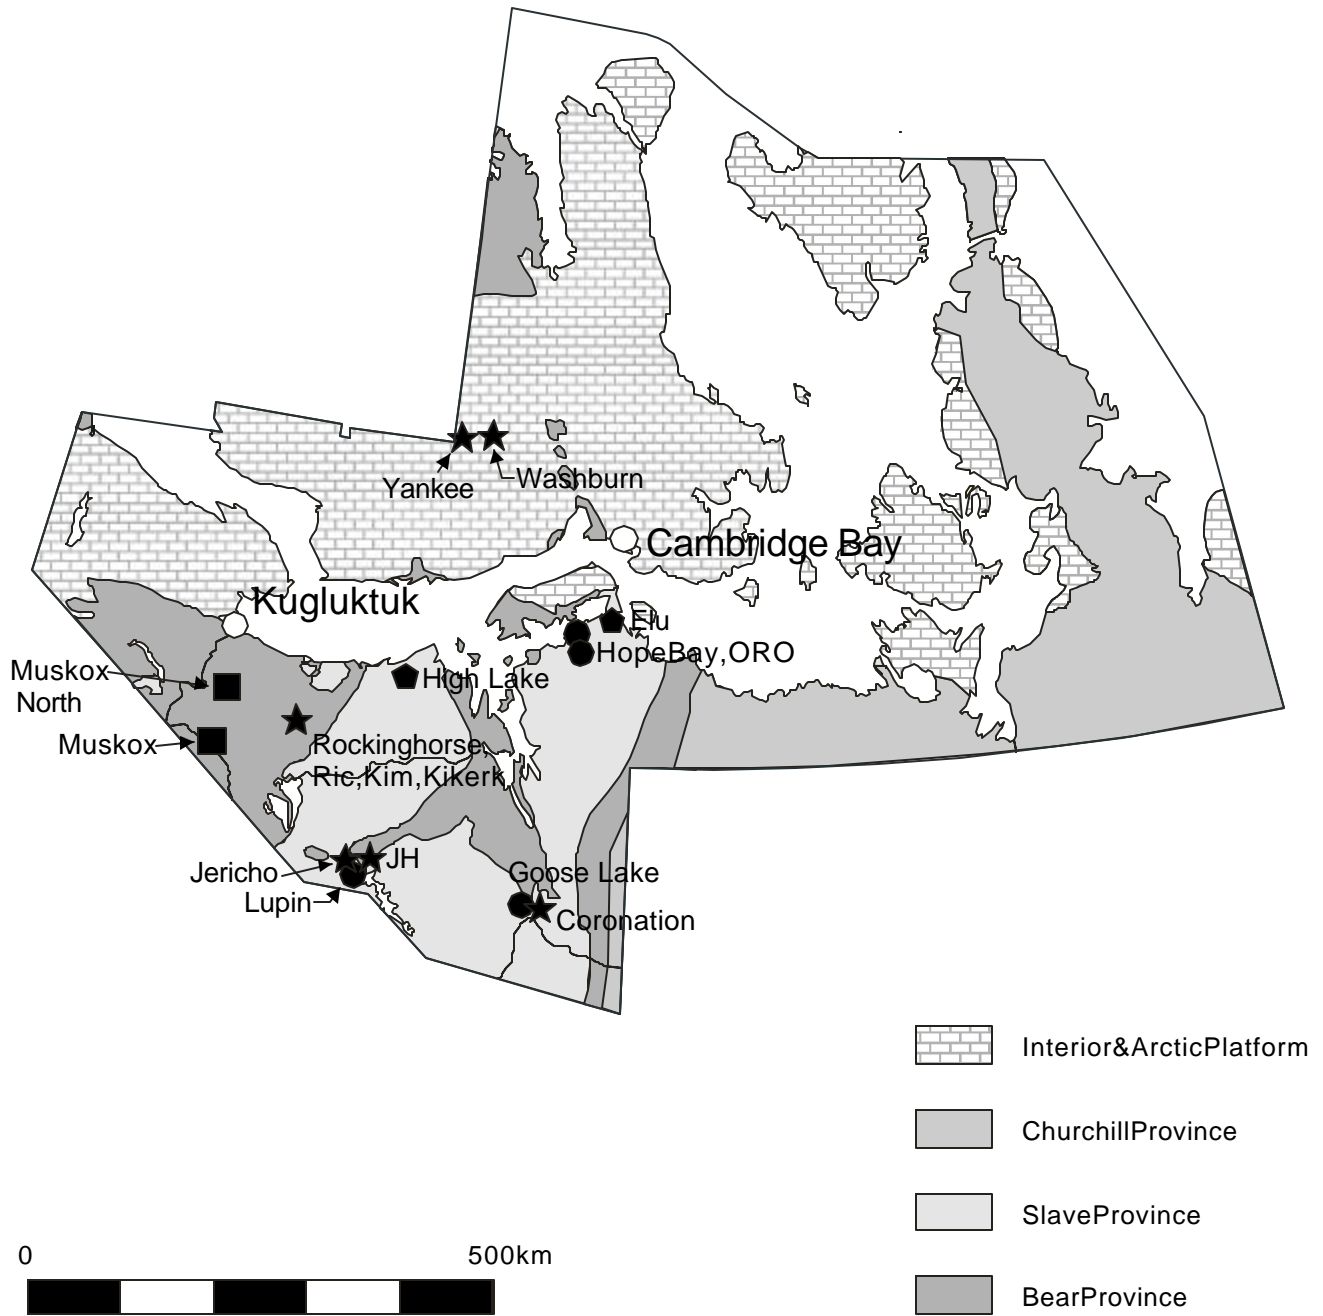 Yankee
Washburn
Cambridge Bay
Kugluktuk
Elu
HopeBay,ORO
Muskox
North
High Lake
Muskox
Rockinghorse,
Ric,Kim,Kikerk
Jericho
JH
Lupin
Goose Lake
Coronation
Interior&ArcticPlatform
ChurchillProvince
SlaveProvince
BearProvince
0
500km